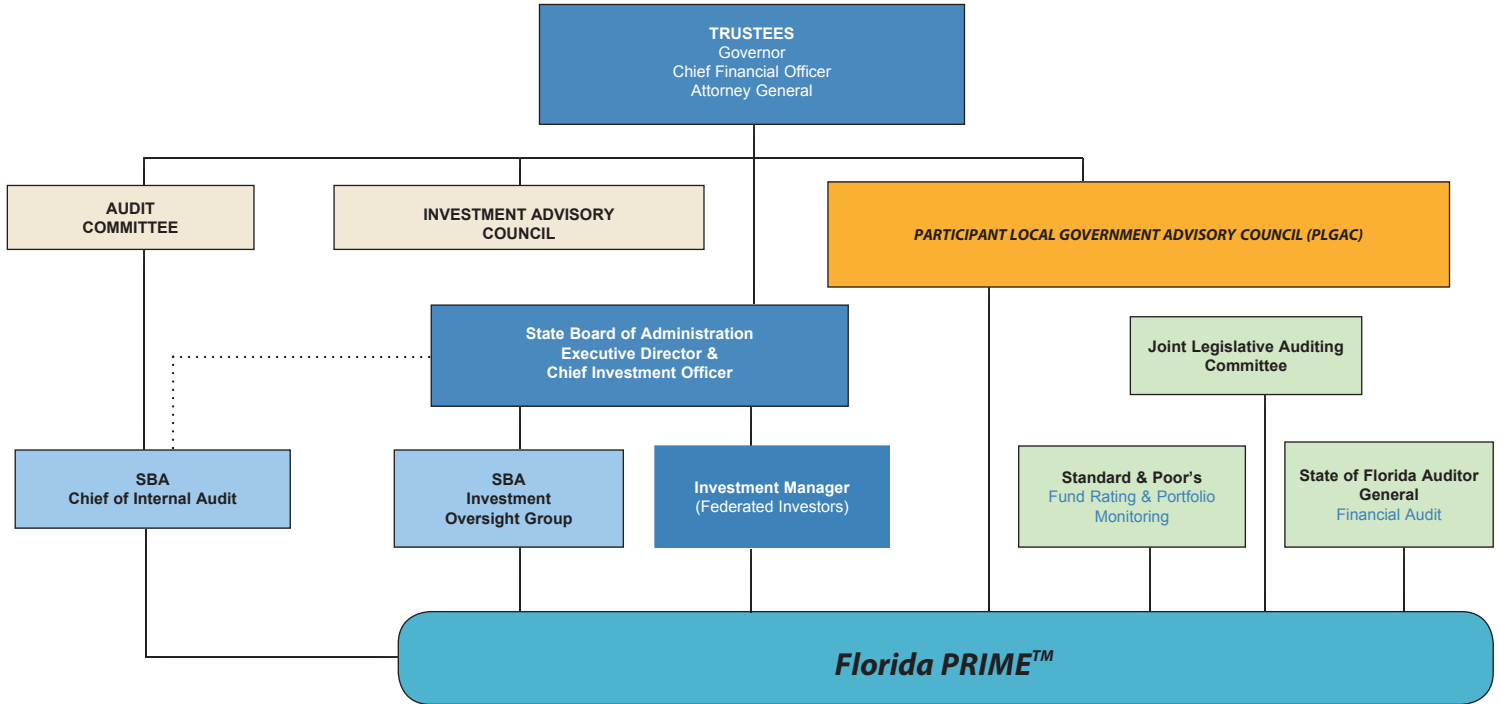 TRUSTEES
Governor
Chief Financial Officer
Attorney General
AUDIT
COMMITTEE
INVESTMENT ADVISORY
COUNCIL
PARTICIPANT LOCAL GOVERNMENT ADVISORY COUNCIL (PLGAC)
State Board of Administration
Executive Director &
Chief Investment Officer
Joint Legislative Auditing
Committee
SBA
Chief of Internal Audit
SBA
Investment
Oversight Group
Investment Manager
(Federated Investors)
Standard & Poor's
Fund Rating & Portfolio
Monitoring
State of Florida Auditor
General
Financial Audit
Florida PRIME™